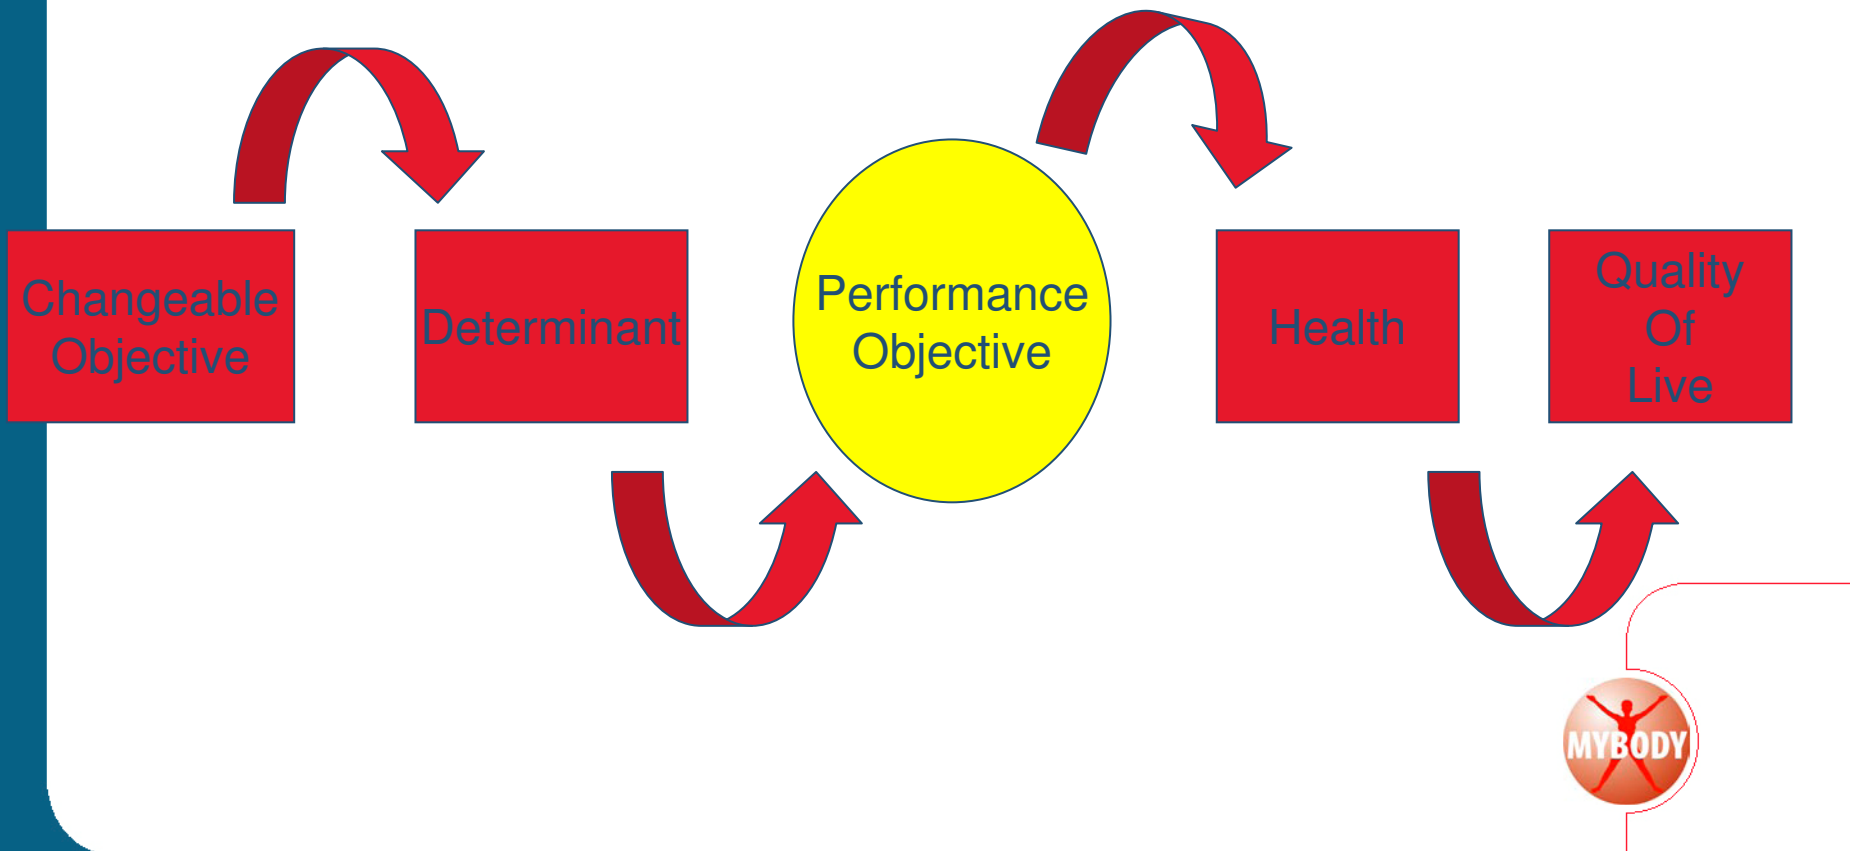 Changeable
Objective
Determinant
Performance
Objective
Health
Quality
Of
Live
MYBODY